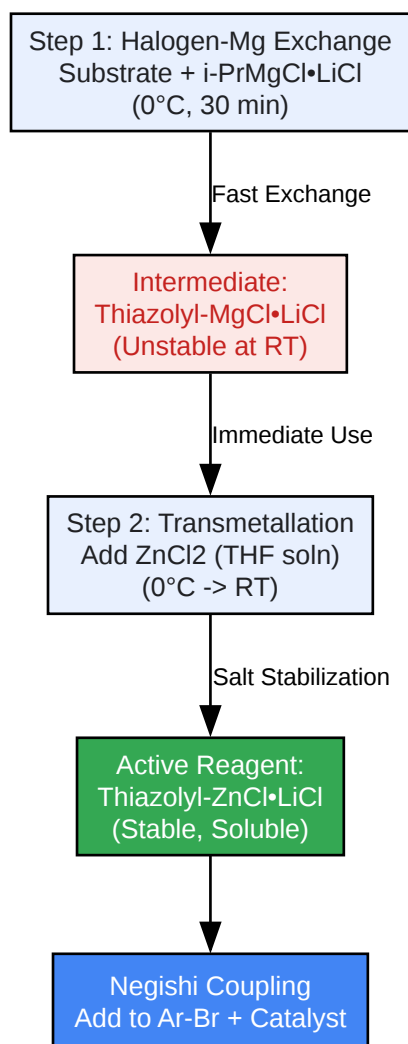 Step 1: Halogen-Mg Exchange
Substrate + i-PrMgCl•LiCl
(0°C, 30 min)
Fast Exchange
Intermediate:
Thiazolyl-MgCl•LiCl
(Unstable at RT)
Immediate Use
Step 2: Transmetallation
Add ZnCl2 (THF soln)
(0°C -> RT)
Salt Stabilization
Active Reagent:
Thiazolyl-ZnCl•LiCl
(Stable, Soluble)
Negishi Coupling
Add to Ar-Br + Catalyst